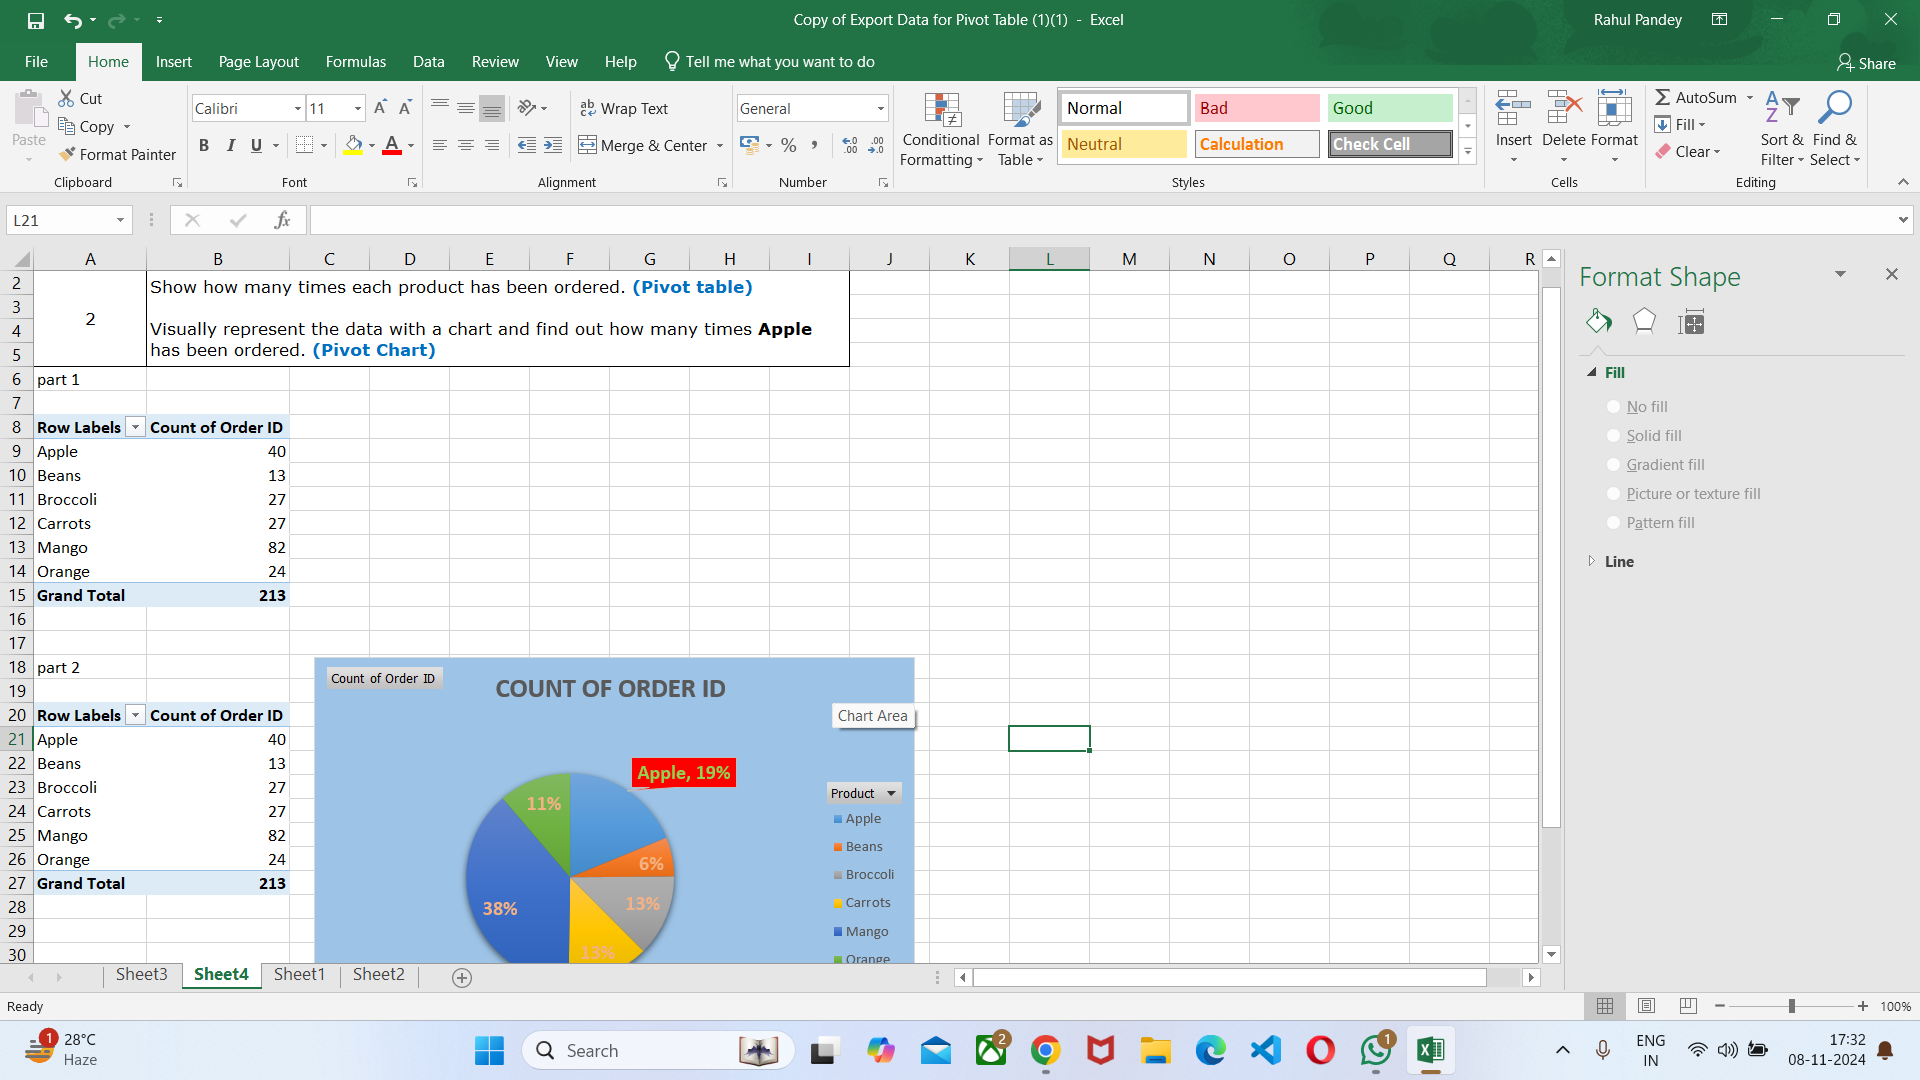 Copy of Export Data for Pivot Table (1)(1) - Excel
Rahul Pandey
File Home Insert Page Layout Formulas Data Review View Help Tell me what you want to do
Share
Paste
Cut
Copy
Format Painter
Clipboard
Calibri 11
B I U
Font
Wrap Text
Merge & Center
Alignment
General
Number
Conditional Formatting
Format as Table
Normal Bad Good
Neutral Calculation Check Cell
Styles
Insert Delete Format
Cells
AutoSum
Fill
Clear
Sort & Filter
Find & Select
Editing
L21
fx
A B C D E F G H I J K L M N O P Q R
2 Show how many times each product has been ordered. (Pivot table)
3
2
4 Visually represent the data with a chart and find out how many times Apple
5 has been ordered. (Pivot Chart)
6 part 1
7
8 Row Labels Count of Order ID
9 Apple 40
10 Beans 13
11 Broccoli 27
12 Carrots 27
13 Mango 82
14 Orange 24
15 Grand Total 213
16
17
18 part 2
19
20 Row Labels Count of Order ID
21 Apple 40
22 Beans 13
23 Broccoli 27
24 Carrots 27
25 Mango 82
26 Orange 24
27 Grand Total 213
28
29
30
Count of Order ID
COUNT OF ORDER ID
Chart Area
Apple, 19%
11%
6%
13%
38%
13%
Product
Apple
Beans
Broccoli
Carrots
Mango
Orange
Format Shape
Fill
No fill
Solid fill
Gradient fill
Picture or texture fill
Pattern fill
Line
Sheet3 Sheet4 Sheet1 Sheet2
Ready
100%
1
28°C
Haze
Search
2
1
ENG
IN
17:32
08-11-2024